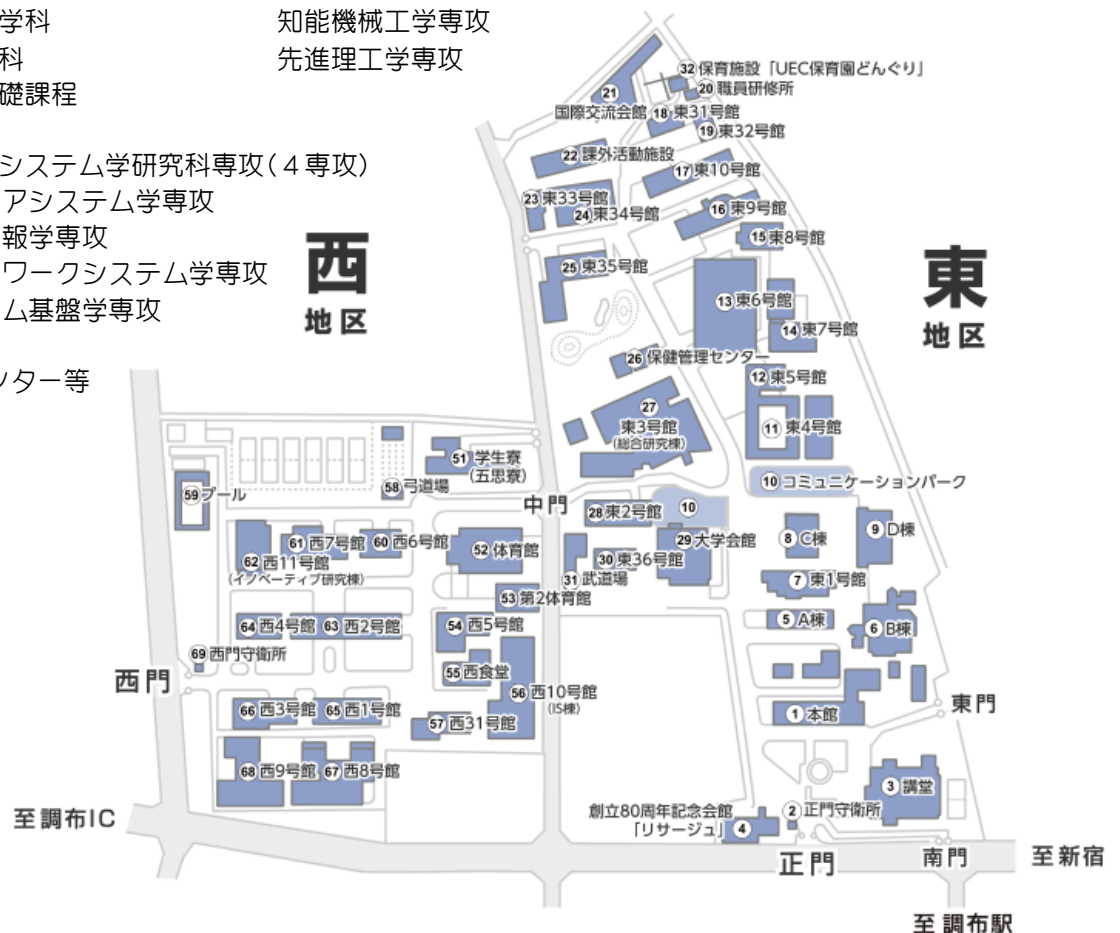 学科
知能機械工学専攻
科
先進理工学専攻
礎課程
システム学研究科専攻(4専攻)
アシステム学専攻
報学専攻
ワークシステム学専攻
ム基盤学専攻
ンター等
西
地区
東
地区
32 保育施設「UEC保育園どんぐり」
20 職員研修所
21
国際交流会館
18 東31号館
19 東32号館
22 課外活動施設
17 東10号館
23 東33号館
24 東34号館
16 東9号館
15 東8号館
25 東35号館
13 東6号館
14 東7号館
26 保健管理センター
12 東5号館
27
東3号館
(総合研究棟)
11 東4号館
10 コミュニケーションパーク
51 学生寮
(五思寮)
58 弓道場
59 プール
中門
28 東2号館
10
29 大学会館
8 C棟
9 D棟
30 東36号館
31 武道場
7 東1号館
5 A棟
6 B棟
62 西11号館
(イノベーティブ研究棟)
61 西7号館
60 西6号館
52 体育館
53 第2体育館
64 西4号館
63 西2号館
54 西5号館
69 西門守衛所
西門
55 西食堂
56 西10号館
(IS棟)
66 西3号館
65 西1号館
57 西31号館
1 本館
東門
68 西9号館
67 西8号館
3 講堂
至調布IC
創立80周年記念会館
「リサージュ」
4
2 正門守衛所
正門
南門
至新宿
至調布駅